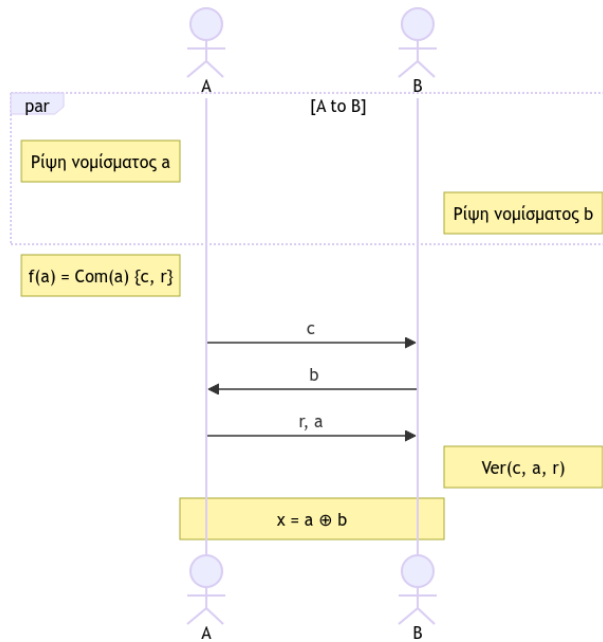 A B
par [A to B]
Ρίψη νομίσματος a
Ρίψη νομίσματος b
f(a) = Com(a) {c, r}
c
b
r, a
Ver(c, a, r)
x = a ⊕ b
A B